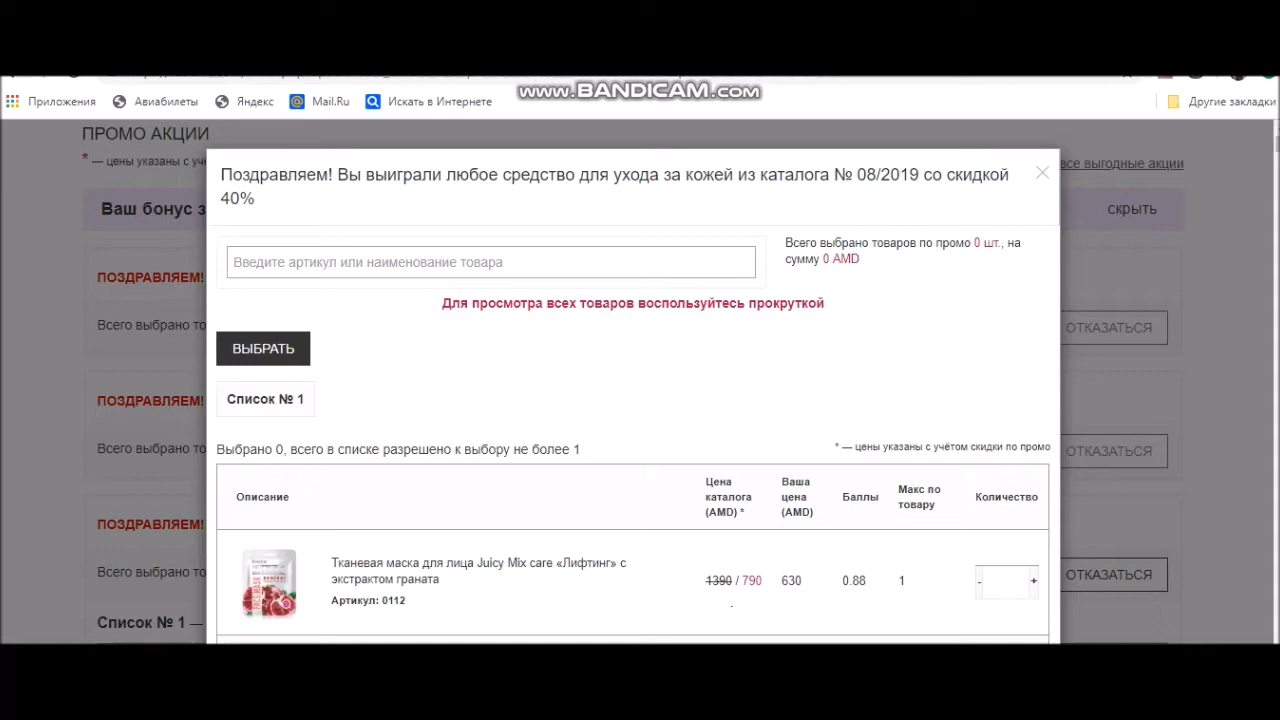 www.BANDICAM.com
Приложения Авиабилеты Яндекс Mail.Ru Искать в Интернете Другие закладки
ПРОМО АКЦИИ
* — цены указаны с учё
все выгодные акции
Ваш бонус з
скрыть
Поздравляем! Вы выиграли любое средство для ухода за кожей из каталога № 08/2019 со скидкой
40%
Введите артикул или наименование товара
Всего выбрано товаров по промо 0 шт., на
сумму 0 AMD
Для просмотра всех товаров воспользуйтесь прокруткой
ВЫБРАТЬ
Список № 1
Выбрано 0, всего в списке разрешено к выбору не более 1
* — цены указаны с учётом скидки по промо
Описание
Цена
каталога
(AMD) *
Ваша
цена
(AMD)
Баллы
Макс по
товару
Количество
Тканевая маска для лица Juicy Mix care «Лифтинг» с
экстрактом граната
Артикул: 0112
1390 / 790 630 0.88 1 - +
ПОЗДРАВЛЯЕМ!
Всего выбрано то
ОТКАЗАТЬСЯ
ПОЗДРАВЛЯЕМ!
Всего выбрано то
ОТКАЗАТЬСЯ
ПОЗДРАВЛЯЕМ!
Всего выбрано то
ОТКАЗАТЬСЯ
Список № 1 —